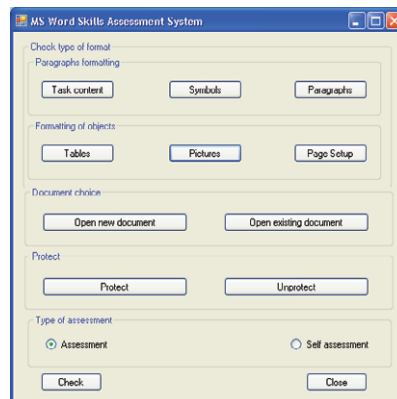 MS Word Skills Assessment System
Check type of format
Paragraphs formatting
Task content Symbols Paragraphs
Formatting of objects
Tables Pictures Page Setup
Document choice
Open new document Open existing document
Protect
Protect Unprotect
Type of assessment
Assessment Self assessment
Check Close